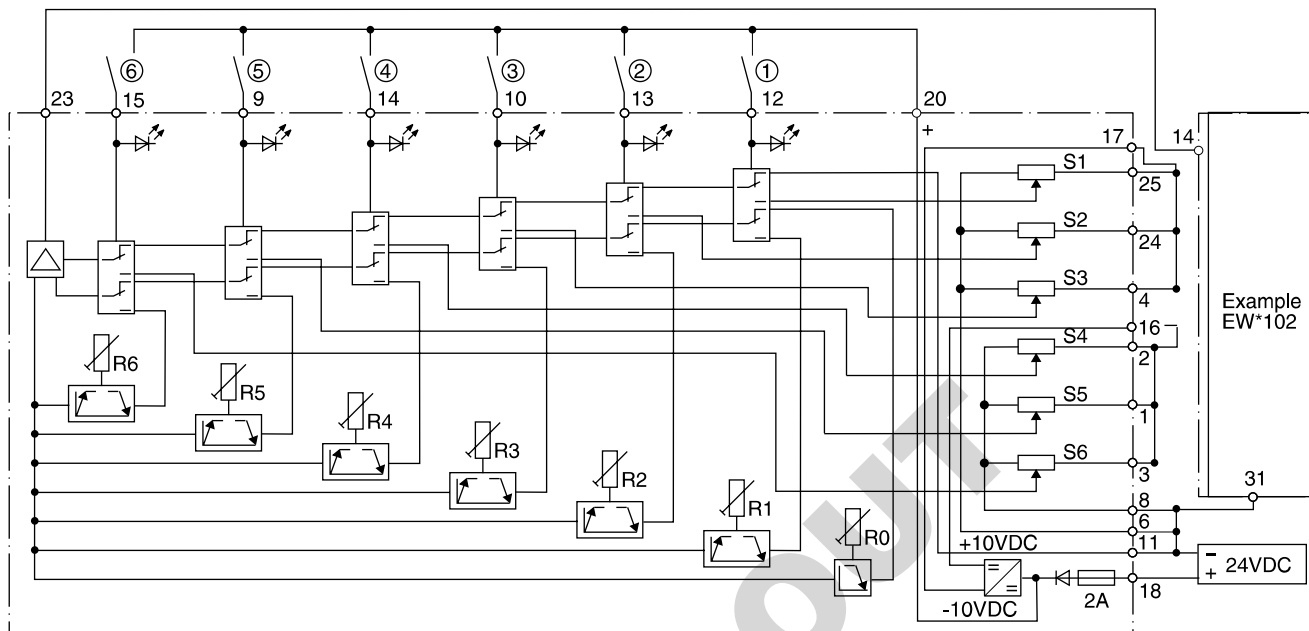 ⑥ ⑤ ④ ③ ② ①
23 15 9 14 10 13 12 20
+
17 14
S1
25
S2
24
S3
4
Example
EW*102
16
S4
2
S5
1
S6
3
31
8
6
11
R6
R5
R4
R3
R2
R1
R0
+10VDC
-10VDC
= =
2A
18
- 24VDC
+
OUT